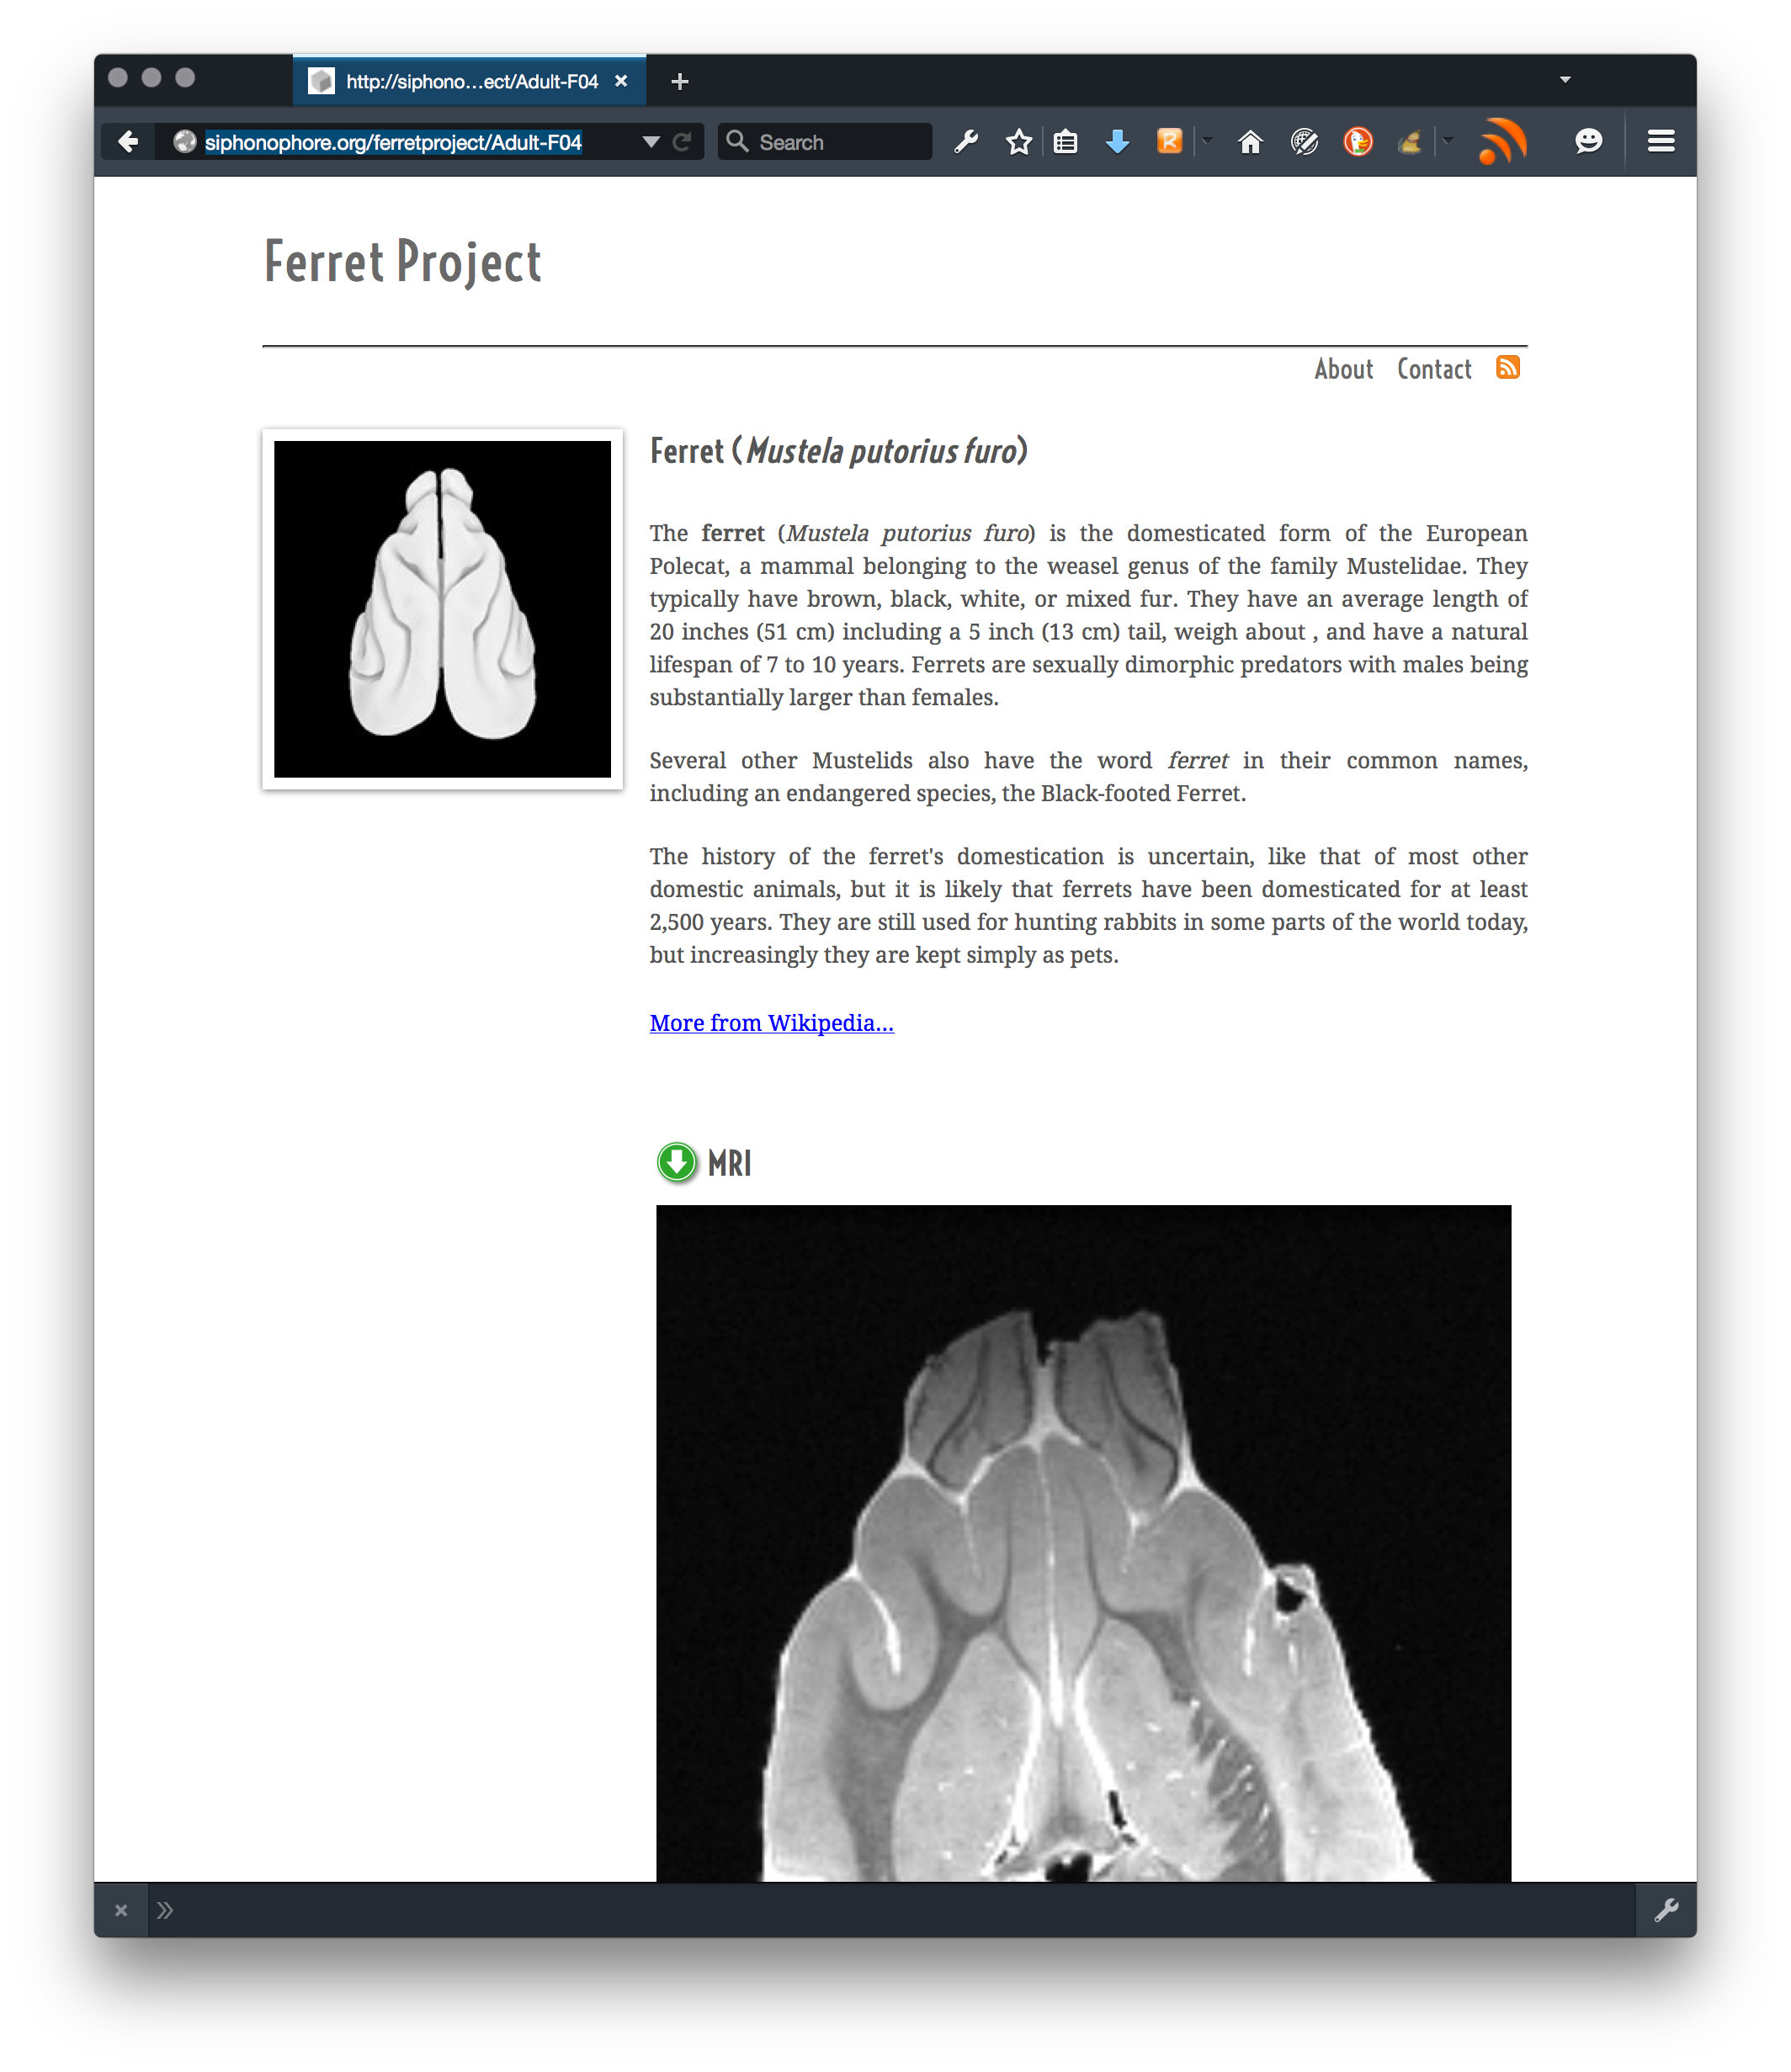 http://siphono...ect/Adult-F04
siphonophore.org/ferretproject/Adult-F04
Search
Ferret Project
About Contact
Ferret (Mustela putorius furo)
The ferret (Mustela putorius furo) is the domesticated form of the European
Polecat, a mammal belonging to the weasel genus of the family Mustelidae. They
typically have brown, black, white, or mixed fur. They have an average length of
20 inches (51 cm) including a 5 inch (13 cm) tail, weigh about , and have a natural
lifespan of 7 to 10 years. Ferrets are sexually dimorphic predators with males being
substantially larger than females.
Several other Mustelids also have the word ferret in their common names,
including an endangered species, the Black-footed Ferret.
The history of the ferret's domestication is uncertain, like that of most other
domestic animals, but it is likely that ferrets have been domesticated for at least
2,500 years. They are still used for hunting rabbits in some parts of the world today,
but increasingly they are kept simply as pets.
More from Wikipedia...
MRI